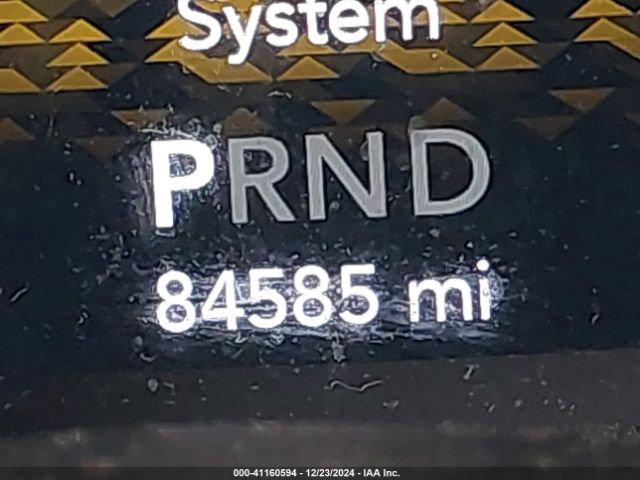 System
PRND
84585 mi
000-41160594 - 12/23/2024 - IAA Inc.